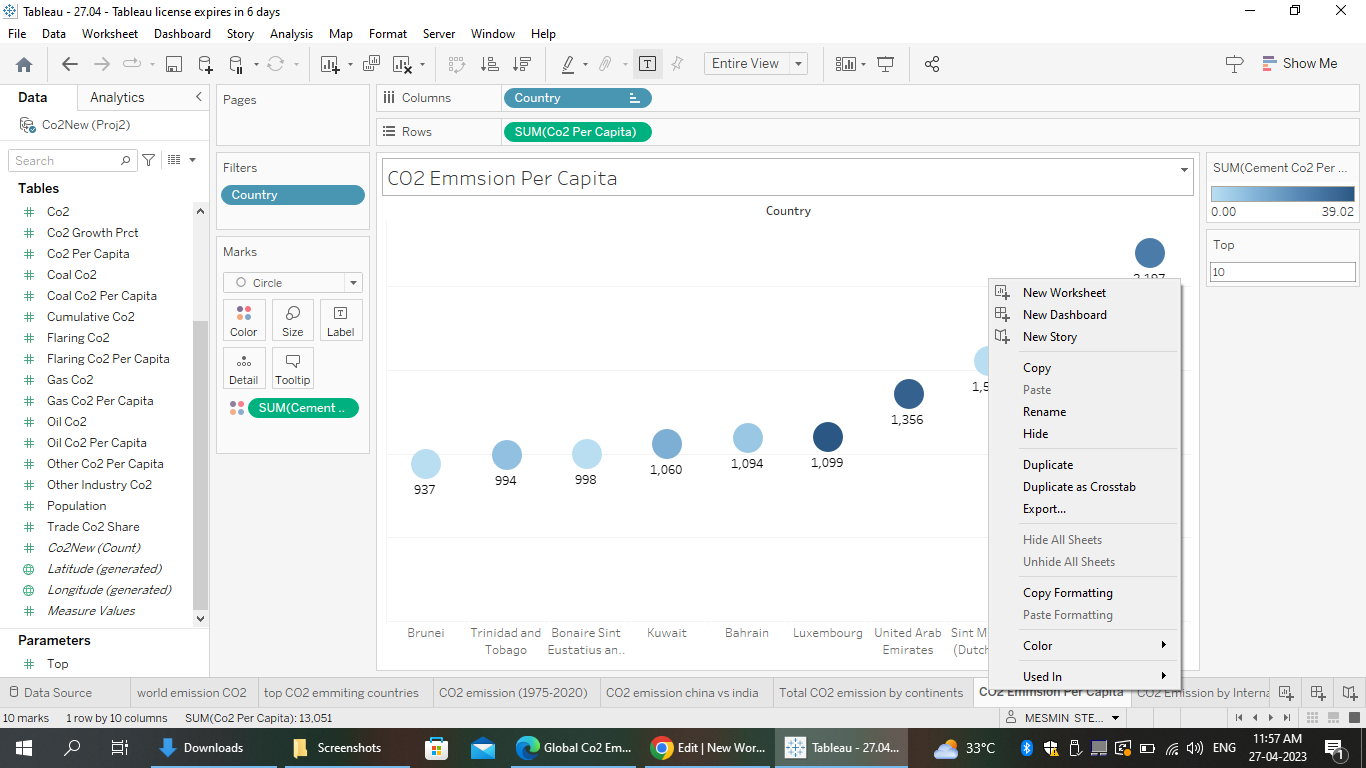 Tableau - 27.04 - Tableau license expires in 6 days
File Data Worksheet Dashboard Story Analysis Map Format Server Window Help
Entire View
Show Me
Data Analytics
Co2New (Proj2)
Search
Tables
Co2
Co2 Growth Prct
Co2 Per Capita
Coal Co2
Coal Co2 Per Capita
Cumulative Co2
Flaring Co2
Flaring Co2 Per Capita
Gas Co2
Gas Co2 Per Capita
Oil Co2
Oil Co2 Per Capita
Other Co2 Per Capita
Other Industry Co2
Population
Trade Co2 Share
Co2New (Count)
Latitude (generated)
Longitude (generated)
Measure Values
Parameters
Top
Pages
Filters
Country
Marks
Circle
Color Size Label
Detail Tooltip
SUM(Cement ..
Columns Country
Rows SUM(Co2 Per Capita)
CO2 Emmsion Per Capita
Country
937
994
998
1,060
1,094
1,099
1,356
Brunei
Trinidad and
Tobago
Bonaire Sint
Eustatius an..
Kuwait
Bahrain
Luxembourg
United Arab
Emirates
SUM(Cement Co2 Per ...
0.00 39.02
Top
10
New Worksheet
New Dashboard
New Story
Copy
Paste
Rename
Hide
Duplicate
Duplicate as Crosstab
Export...
Hide All Sheets
Unhide All Sheets
Copy Formatting
Paste Formatting
Color
Used In
Data Source world emission CO2 top CO2 emmiting countries CO2 emission (1975-2020) CO2 emission china vs india Total CO2 emission by continents CO2 Emmsion Per Capita CO2 Emission by Interna
10 marks 1 row by 10 columns SUM(Co2 Per Capita): 13,051
MESMIN STE...
Downloads Screenshots Global Co2 Em... Edit | New Wor... Tableau - 27.04... 33°C ENG 11:57 AM
27-04-2023
1